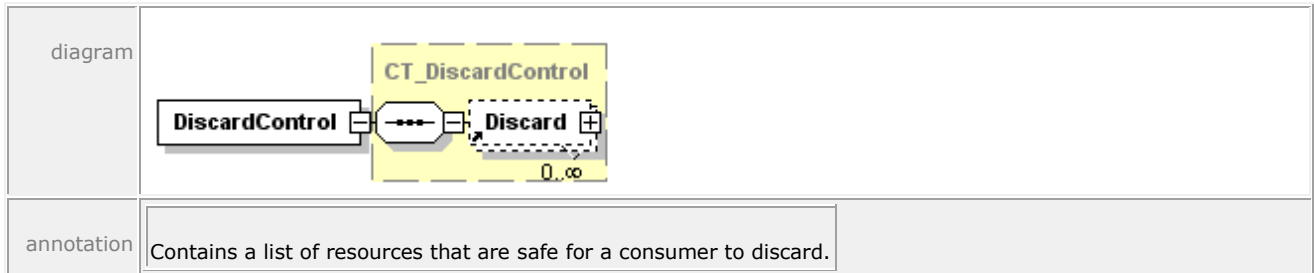 diagram
CT_DiscardControl
DiscardControl
Discard
0..∞
annotation
Contains a list of resources that are safe for a consumer to discard.